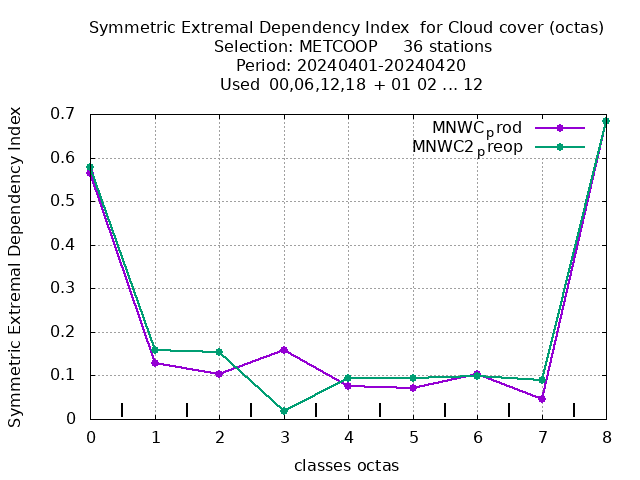 Symmetric Extremal Dependency Index  for Cloud cover (octas)
Selection: METCOOP     36 stations
Period: 20240401-20240420
Used  00,06,12,18  + 01 02 ... 12
MNWCprod
MNWC2preop
Symmetric Extremal Dependency Index
0.7
0.6
0.5
0.4
0.3
0.2
0.1
0
0 1 2 3 4 5 6 7 8
classes octas